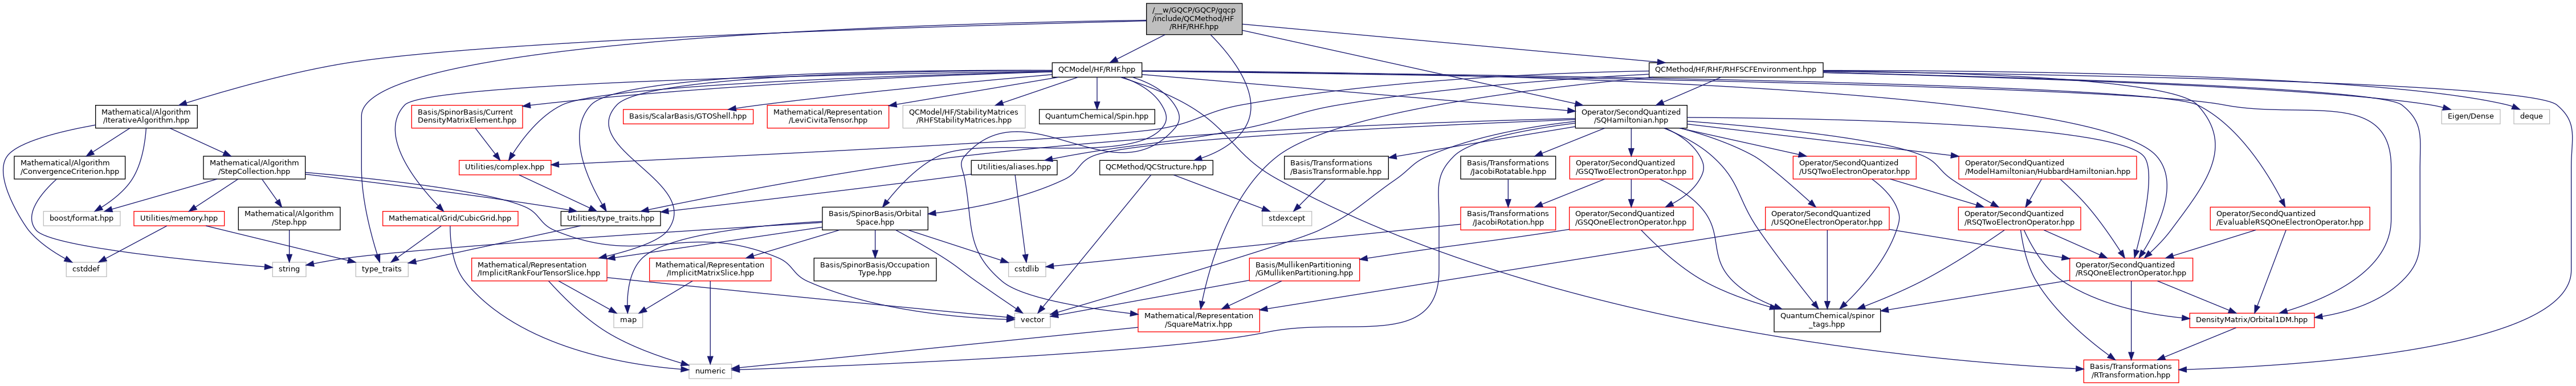 /__w/GQCP/GQCP/gqcp
/include/QCMethod/HF
/RHF/RHF.hpp
QCModel/HF/RHF.hpp
QCMethod/HF/RHF/RHFSCFEnvironment.hpp
Mathematical/Algorithm
/IterativeAlgorithm.hpp
Basis/SpinorBasis/Current
DensityMatrixElement.hpp
Basis/ScalarBasis/GTOShell.hpp
Mathematical/Representation
/LeviCivitaTensor.hpp
QCModel/HF/StabilityMatrices
/RHFStabilityMatrices.hpp
QuantumChemical/Spin.hpp
Operator/SecondQuantized
/SQHamiltonian.hpp
Eigen/Dense
deque
Mathematical/Algorithm
/ConvergenceCriterion.hpp
Mathematical/Algorithm
/StepCollection.hpp
Utilities/complex.hpp
Utilities/aliases.hpp
QCMethod/QCStructure.hpp
Basis/Transformations
/BasisTransformable.hpp
Basis/Transformations
/JacobiRotatable.hpp
Operator/SecondQuantized
/GSQTwoElectronOperator.hpp
Operator/SecondQuantized
/USQTwoElectronOperator.hpp
Operator/SecondQuantized
/ModelHamiltonian/HubbardHamiltonian.hpp
boost/format.hpp
Utilities/memory.hpp
Mathematical/Algorithm
/Step.hpp
Mathematical/Grid/CubicGrid.hpp
Utilities/type_traits.hpp
Basis/SpinorBasis/Orbital
Space.hpp
stdexcept
Basis/Transformations
/JacobiRotation.hpp
Operator/SecondQuantized
/GSQOneElectronOperator.hpp
Operator/SecondQuantized
/USQOneElectronOperator.hpp
Operator/SecondQuantized
/RSQTwoElectronOperator.hpp
Operator/SecondQuantized
/EvaluableRSQOneElectronOperator.hpp
cstddef
string
type_traits
Mathematical/Representation
/ImplicitRankFourTensorSlice.hpp
Mathematical/Representation
/ImplicitMatrixSlice.hpp
Basis/SpinorBasis/Occupation
Type.hpp
cstdlib
Basis/MullikenPartitioning
/GMullikenPartitioning.hpp
Operator/SecondQuantized
/RSQOneElectronOperator.hpp
map
vector
Mathematical/Representation
/SquareMatrix.hpp
QuantumChemical/spinor
_tags.hpp
DensityMatrix/Orbital1DM.hpp
numeric
Basis/Transformations
/RTransformation.hpp